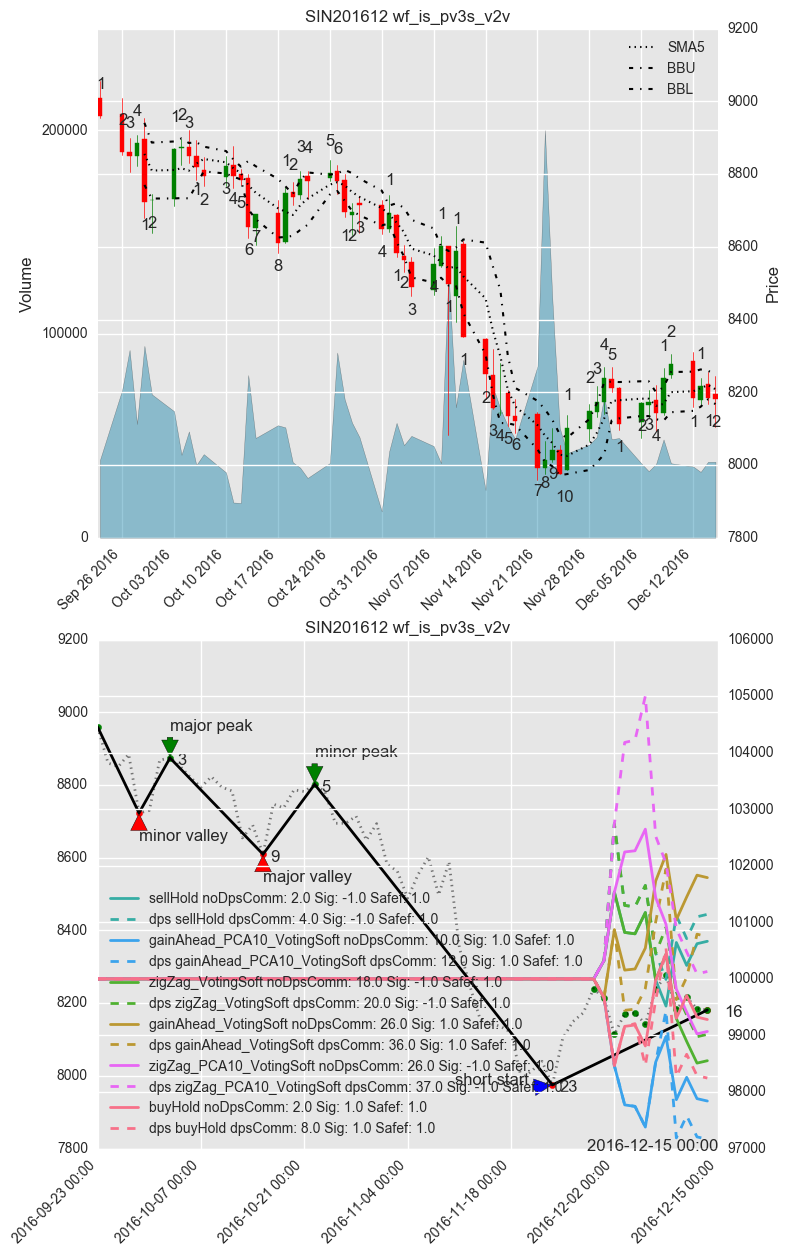 SIN201612 wf_is_pv3s_v2v
9200
SMA5
BBU
BBL
9000
200000
8800
8600
Volume
Price
100000
8400
8200
8000
0
7800
Sep 26 2016
Oct 03 2016
Oct 10 2016
Oct 17 2016
Oct 24 2016
Oct 31 2016
Nov 07 2016
Nov 14 2016
Nov 21 2016
Nov 28 2016
Dec 05 2016
Dec 12 2016
SIN201612 wf_is_pv3s_v2v
9200
106000
105000
9000
major peak
104000
minor peak
3
8800
5
103000
minor valley
8600
9
102000
major valley
sellHold noDpsComm: 2.0 Sig: -1.0 Safef: 1.0
dps sellHold dpsComm: 4.0 Sig: -1.0 Safef: 1.0
8400
101000
gainAhead_PCA10_VotingSoft noDpsComm: 10.0 Sig: 1.0 Safef: 1.0
dps gainAhead_PCA10_VotingSoft dpsComm: 12.0 Sig: 1.0 Safef: 1.0
100000
zigZag_VotingSoft noDpsComm: 18.0 Sig: -1.0 Safef: 1.0
8200
dps zigZag_VotingSoft dpsComm: 20.0 Sig: -1.0 Safef: 1.0
16
gainAhead_VotingSoft noDpsComm: 26.0 Sig: 1.0 Safef: 1.0
99000
dps gainAhead_VotingSoft dpsComm: 36.0 Sig: 1.0 Safef: 1.0
zigZag_PCA10_VotingSoft noDpsComm: 26.0 Sig: -1.0 Safef: 1.0
8000
short start
dps zigZag_PCA10_VotingSoft dpsComm: 37.0 Sig: -1.0 Safef: 1.0
23
98000
buyHold noDpsComm: 2.0 Sig: 1.0 Safef: 1.0
dps buyHold dpsComm: 8.0 Sig: 1.0 Safef: 1.0
2016-12-15 00:00
7800
97000
2016-09-23 00:00
2016-10-07 00:00
2016-10-21 00:00
2016-11-04 00:00
2016-11-18 00:00
2016-12-02 00:00
2016-12-15 00:00